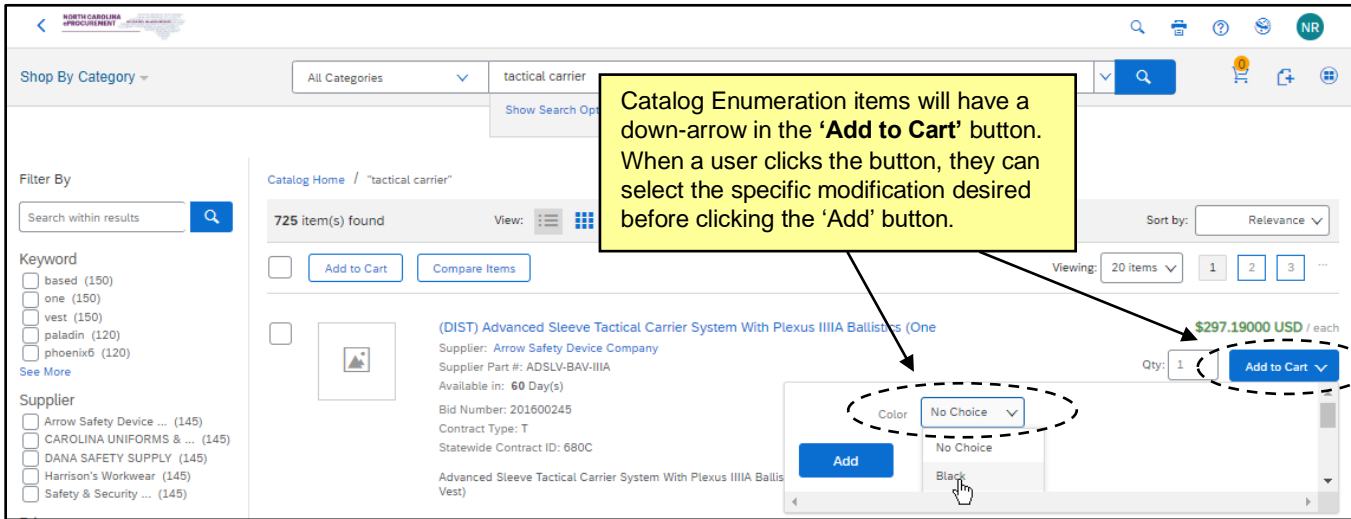 NORTH CAROLINA
ePROCUREMENT
NR
Shop By Category
All Categories
tactical carrier
0
Show Search Opt
Catalog Enumeration items will have a
down-arrow in the ‘Add to Cart’ button.
When a user clicks the button, they can
select the specific modification desired
before clicking the ‘Add’ button.
Filter By
Search within results
Keyword
based (150)
one (150)
vest (150)
paladin (120)
phoenix6 (120)
See More
Supplier
Arrow Safety Device ... (145)
CAROLINA UNIFORMS & ... (145)
DANA SAFETY SUPPLY (145)
Harrison's Workwear (145)
Safety & Security ... (145)
Catalog Home / "tactical carrier"
725 item(s) found
View:
Sort by:
Relevance
Add to Cart
Compare Items
Viewing:
20 items
1
2
3
...
(DIST) Advanced Sleeve Tactical Carrier System With Plexus IIIIA Ballistics (One
$297.19000 USD / each
Supplier: Arrow Safety Device Company
Supplier Part #: ADSLV-BAV-IIIA
Available in: 60 Day(s)
Bid Number: 201600245
Contract Type: T
Statewide Contract ID: 680C
Advanced Sleeve Tactical Carrier System With Plexus IIIIA Ballis
Vest)
Qty: 1
Add to Cart
Color
No Choice
No Choice
Black
Add